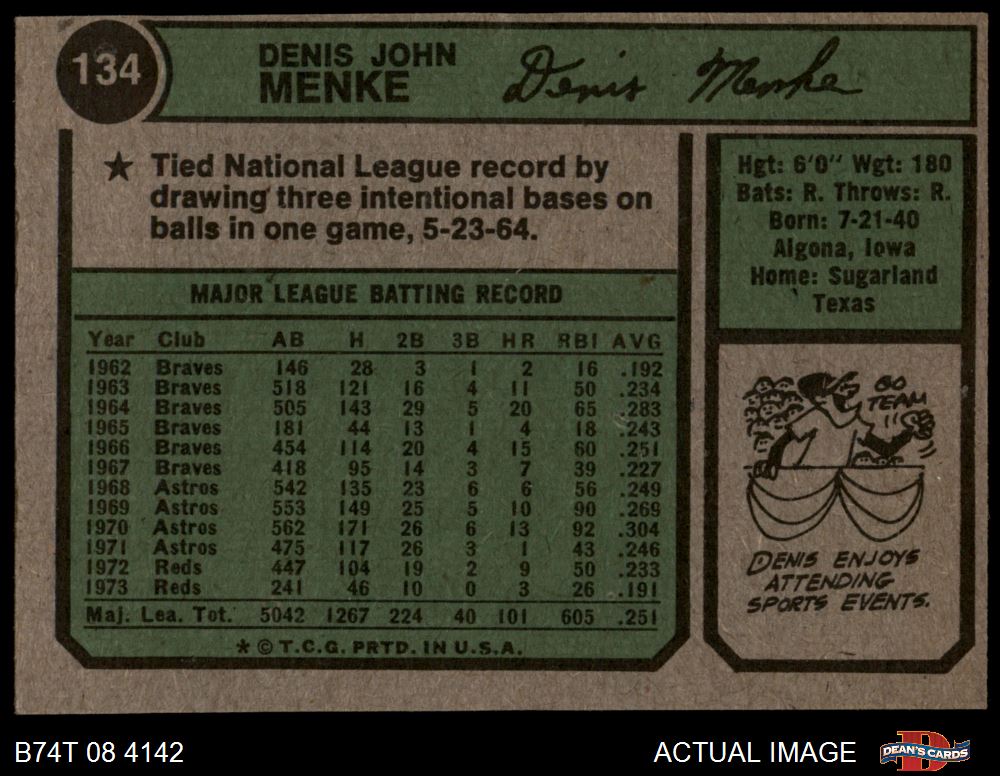 134
DENIS JOHN
MENKE
Denis Menke
★ Tied National League record by
drawing three intentional bases on
balls in one game, 5-23-64.
Hgt: 6'0" Wgt: 180
Bats: R. Throws: R.
Born: 7-21-40
Algona, Iowa
Home: Sugarland
Texas
MAJOR LEAGUE BATTING RECORD
Year Club AB H 2B 3B HR RBI AVG
1962 Braves 146 28 3 1 2 16 .192
1963 Braves 518 121 16 4 11 50 .234
1964 Braves 505 143 29 5 20 65 .283
1965 Braves 181 44 13 1 4 18 .243
1966 Braves 454 114 20 4 15 60 .251
1967 Braves 418 95 14 3 7 39 .227
1968 Astros 542 135 23 6 6 56 .249
1969 Astros 553 149 25 5 10 90 .269
1970 Astros 562 171 26 6 13 92 .304
1971 Astros 475 117 26 3 1 43 .246
1972 Reds 447 104 19 2 9 50 .233
1973 Reds 241 46 10 0 3 26 .191
Maj. Lea. Tot. 5042 1267 224 40 101 605 .251
* © T.C.G. PRTD. IN U.S.A.
GO
TEAM
DENIS ENJOYS
ATTENDING
SPORTS EVENTS.
B74T 08 4142
ACTUAL IMAGE
D
DEAN'S CARDS